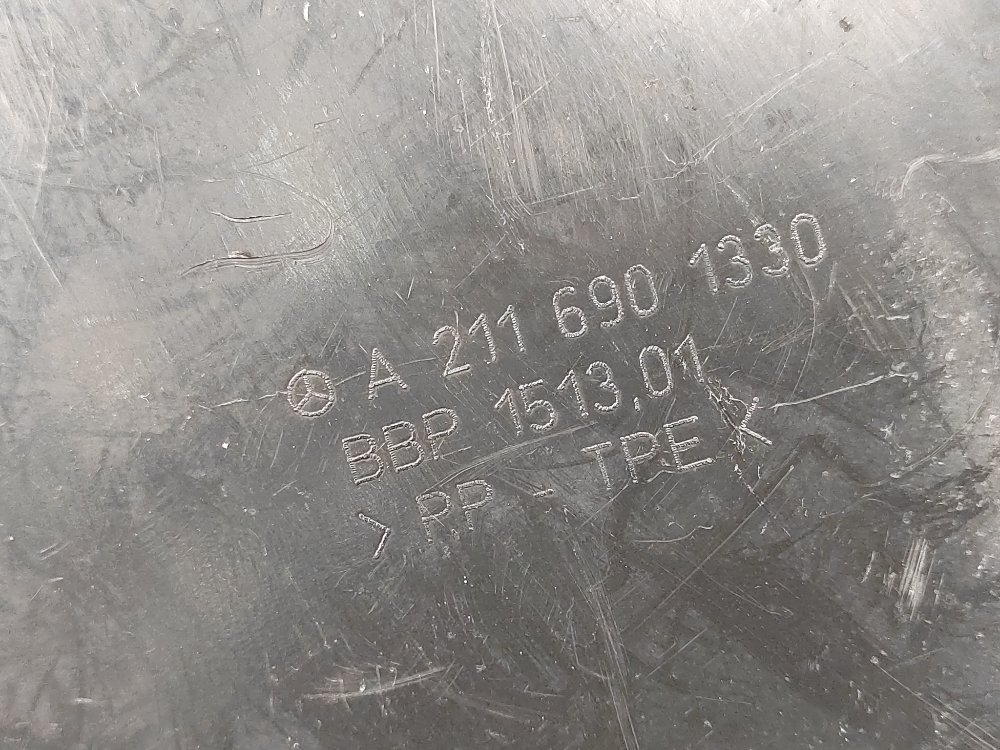 A 211 690 1330
BBP 1513.01
> PP - TPE <